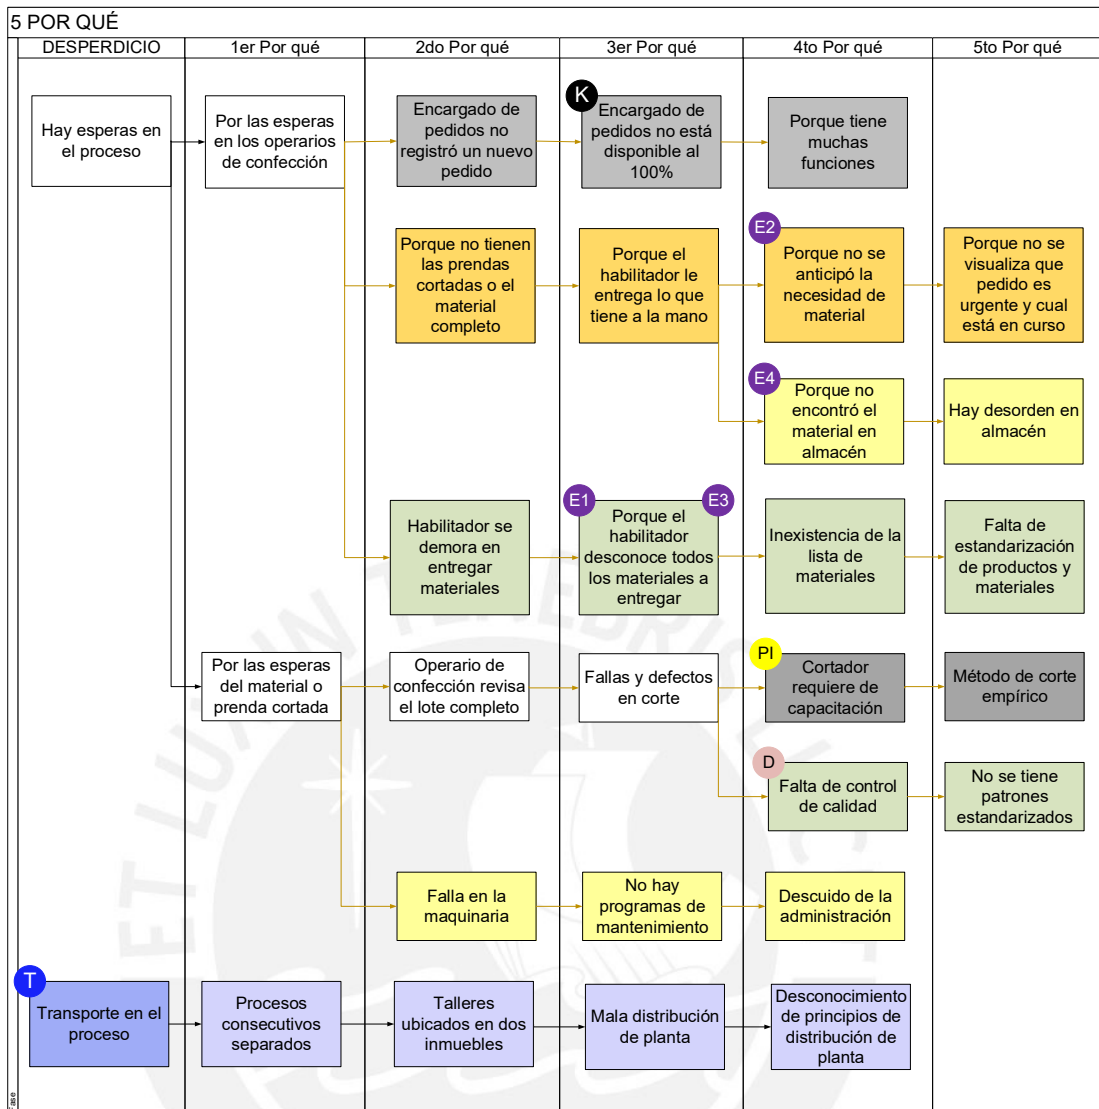 5 POR QUÉ
DESPERDICIO
1er Por qué
2do Por qué
3er Por qué
4to Por qué
5to Por qué
Hay esperas en
el proceso
Por las esperas
en los operarios
de confección
Encargado de
pedidos no
registró un nuevo
pedido
K
Encargado de
pedidos no está
disponible al
100%
Porque tiene
muchas
funciones
Porque no tienen
las prendas
cortadas o el
material
completo
Porque el
habilitador le
entrega lo que
tiene a la mano
E2
Porque no se
anticipó la
necesidad de
material
Porque no se
visualiza que
pedido es
urgente y cual
está en curso
E4
Porque no
encontró el
material en
almacén
Hay desorden en
almacén
Habilitador se
demora en
entregar
materiales
E1
E3
Porque el
habilitador
desconoce todos
los materiales a
entregar
Inexistencia de la
lista de
materiales
Falta de
estandarización
de productos y
materiales
Por las esperas
del material o
prenda cortada
Operario de
confección revisa
el lote completo
Fallas y defectos
en corte
PI
Cortador
requiere de
capacitación
Método de corte
empírico
D
Falta de control
de calidad
No se tiene
patrones
estandarizados
Falla en la
maquinaria
No hay
programas de
mantenimiento
Descuido de la
administración
T
Transporte en el
proceso
Procesos
consecutivos
separados
Talleres
ubicados en dos
inmuebles
Mala distribución
de planta
Desconocimiento
de principios de
distribución de
planta
Fase
ET LUX IN TENEBRIS LUCET